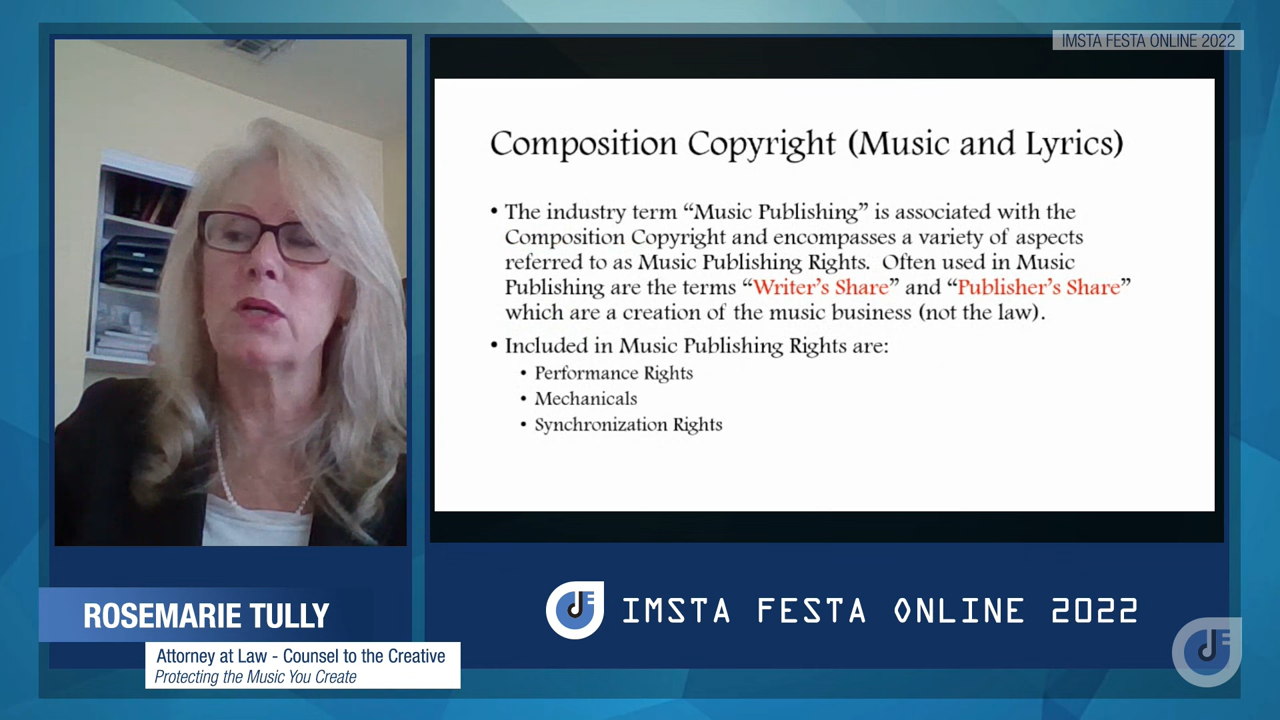 IMSTA FESTA ONLINE 2022
Composition Copyright (Music and Lyrics)
• The industry term “Music Publishing” is associated with the
Composition Copyright and encompasses a variety of aspects
referred to as Music Publishing Rights. Often used in Music
Publishing are the terms “Writer’s Share” and “Publisher’s Share”
which are a creation of the music business (not the law).
• Included in Music Publishing Rights are:
• Performance Rights
• Mechanicals
• Synchronization Rights
ROSEMARIE TULLY
Attorney at Law - Counsel to the Creative
Protecting the Music You Create
IMSTA FESTA ONLINE 2022